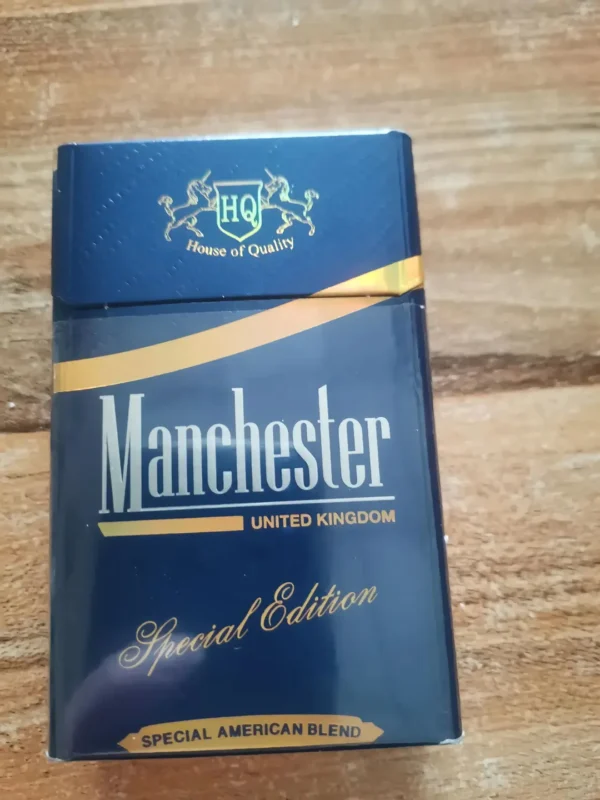 HQ
House of Quality
Manchester
UNITED KINGDOM
Special Edition
SPECIAL AMERICAN BLEND